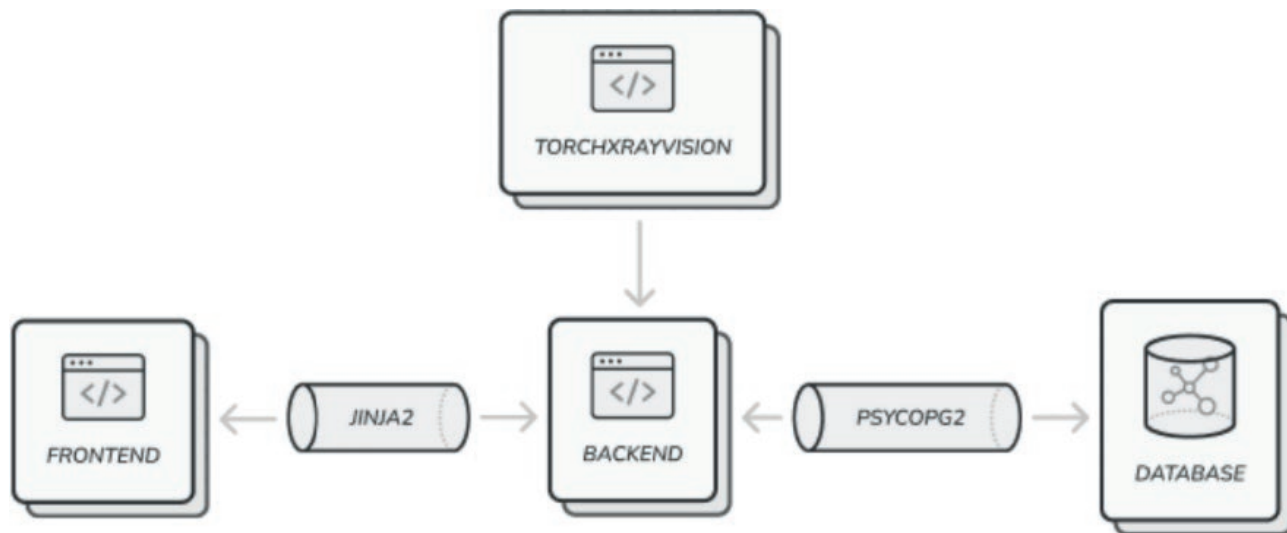 </>
TORCHXRAYVISION
</>
FRONTEND
JINJA2
</>
BACKEND
PSYCOPG2
DATABASE